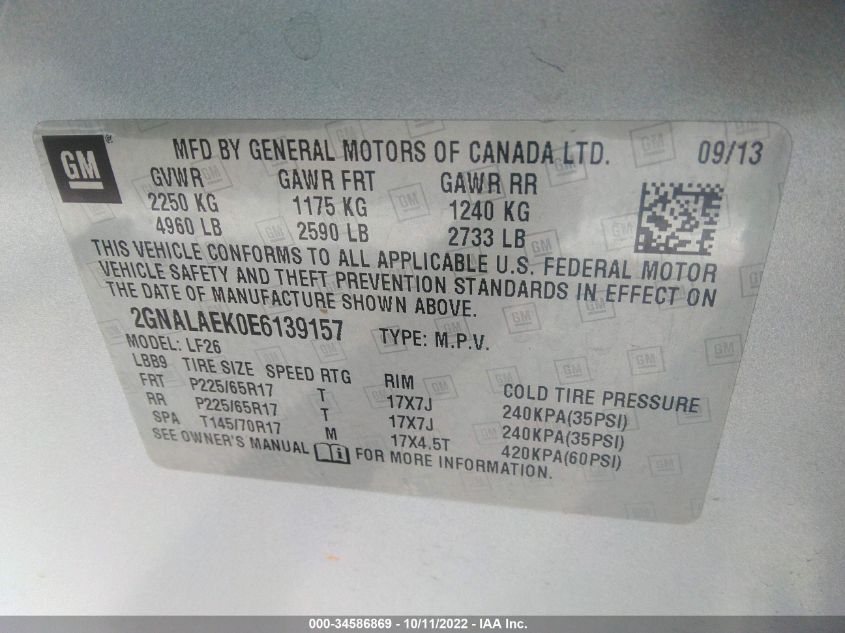 GM ®
MFD BY GENERAL MOTORS OF CANADA LTD. 09/13
GVWR GAWR FRT GAWR RR
2250 KG 1175 KG 1240 KG
4960 LB 2590 LB 2733 LB
THIS VEHICLE CONFORMS TO ALL APPLICABLE U.S. FEDERAL MOTOR
VEHICLE SAFETY AND THEFT PREVENTION STANDARDS IN EFFECT ON
THE DATE OF MANUFACTURE SHOWN ABOVE.
2GNALAEK0E6139157 TYPE: M.P.V.
MODEL: LF26
LBB9 TIRE SIZE SPEED RTG RIM COLD TIRE PRESSURE
FRT P225/65R17 T 17X7J 240KPA(35PSI)
RR P225/65R17 T 17X7J 240KPA(35PSI)
SPA T145/70R17 M 17X4.5T 420KPA(60PSI)
SEE OWNER'S MANUAL FOR MORE INFORMATION.
000-34586869 - 10/11/2022 - IAA Inc.